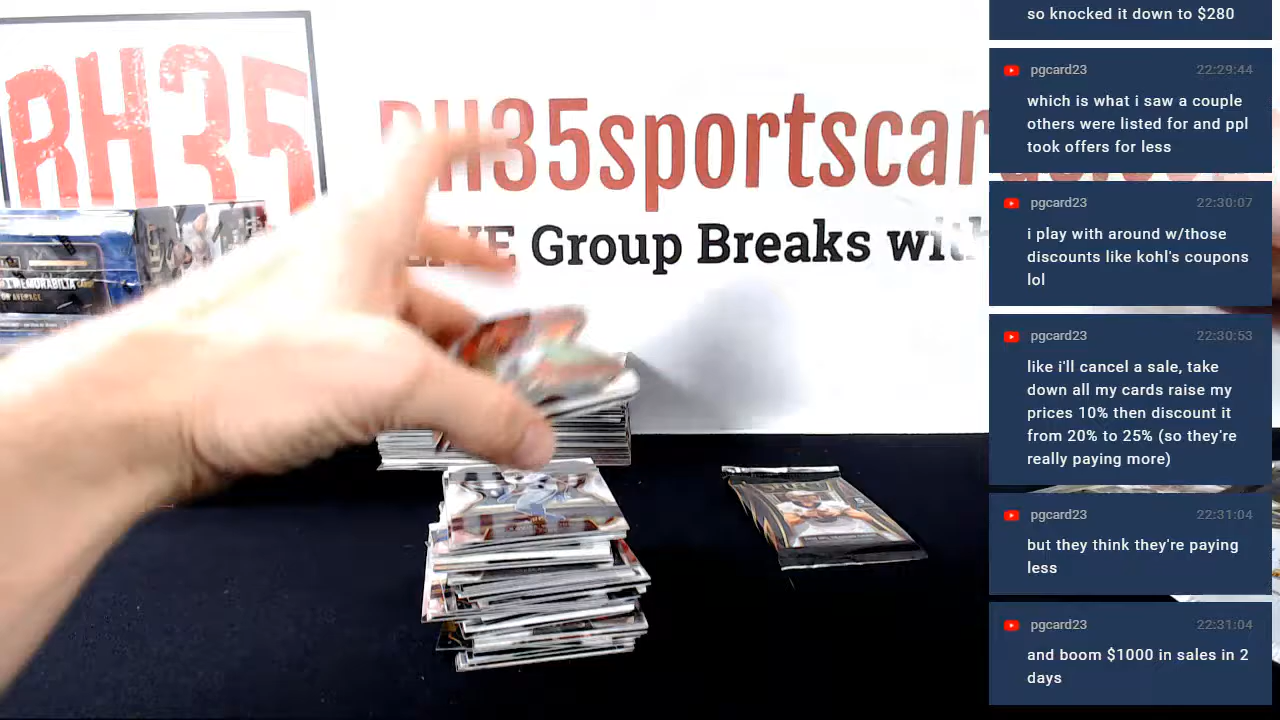 RH35
RH35sportscar
Group Breaks wit
MEMORABILIA
so knocked it down to $280
pgcard23 22:29:44
which is what i saw a couple
others were listed for and ppl
took offers for less
pgcard23 22:30:07
i play with around w/those
discounts like kohl's coupons
lol
pgcard23 22:30:53
like i'll cancel a sale, take
down all my cards raise my
prices 10% then discount it
from 20% to 25% (so they're
really paying more)
pgcard23 22:31:04
but they think they're paying
less
pgcard23 22:31:04
and boom $1000 in sales in 2
days